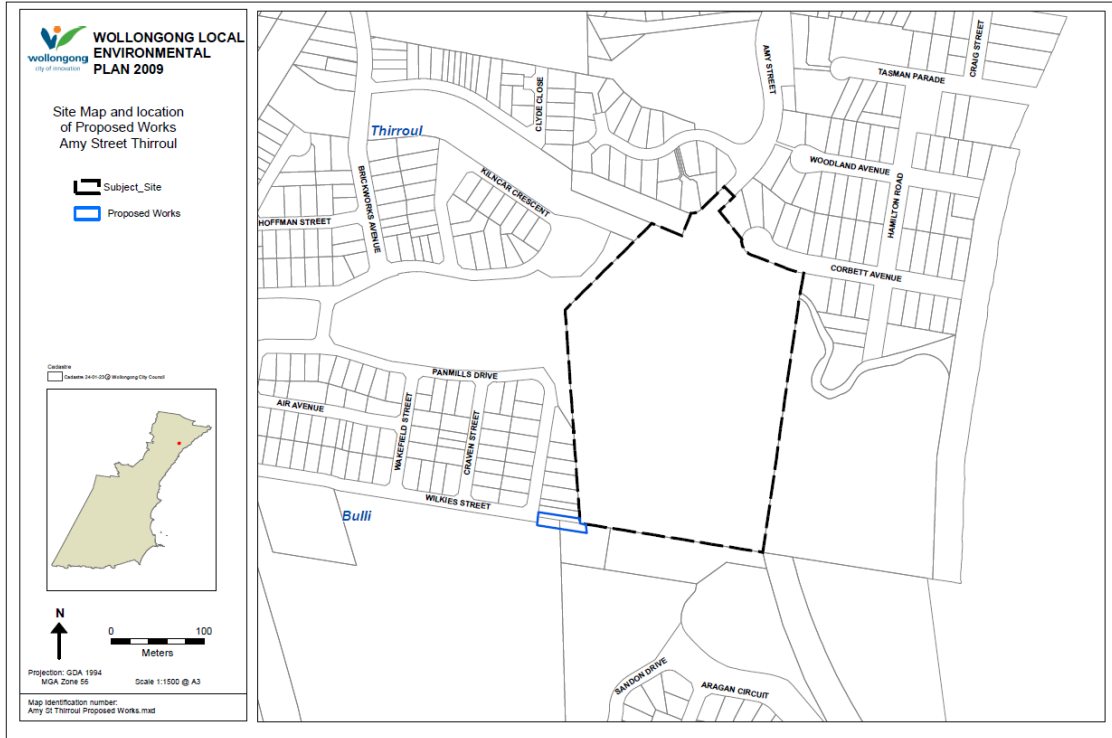 wollongong
city of innovation
WOLLONGONG LOCAL
ENVIRONMENTAL
PLAN 2009
Site Map and location
of Proposed Works
Amy Street Thirroul
Subject_Site
Proposed Works
Cadastre
Cadastre 24-01-23@ Wollongong City Council
N
0 100
Meters
Projection: GDA 1994
MGA Zone 56
Scale 1:1500 @ A3
Map Identification number:
Amy St Thirroul Proposed Works.mxd
AMY STREET
CRAIG STREET
TASMAN PARADE
CLYDE CLOSE
Thirroul
WOODLAND AVENUE
KILNCAR CRESCENT
BRICKWORKS AVENUE
HAMILTON ROAD
HOFFMAN STREET
CORBETT AVENUE
PANMILLS DRIVE
AIR AVENUE
WAKEFIELD STREET
CRAVEN STREET
WILKIES STREET
Bulli
SANDON DRIVE
ARAGAN CIRCUIT